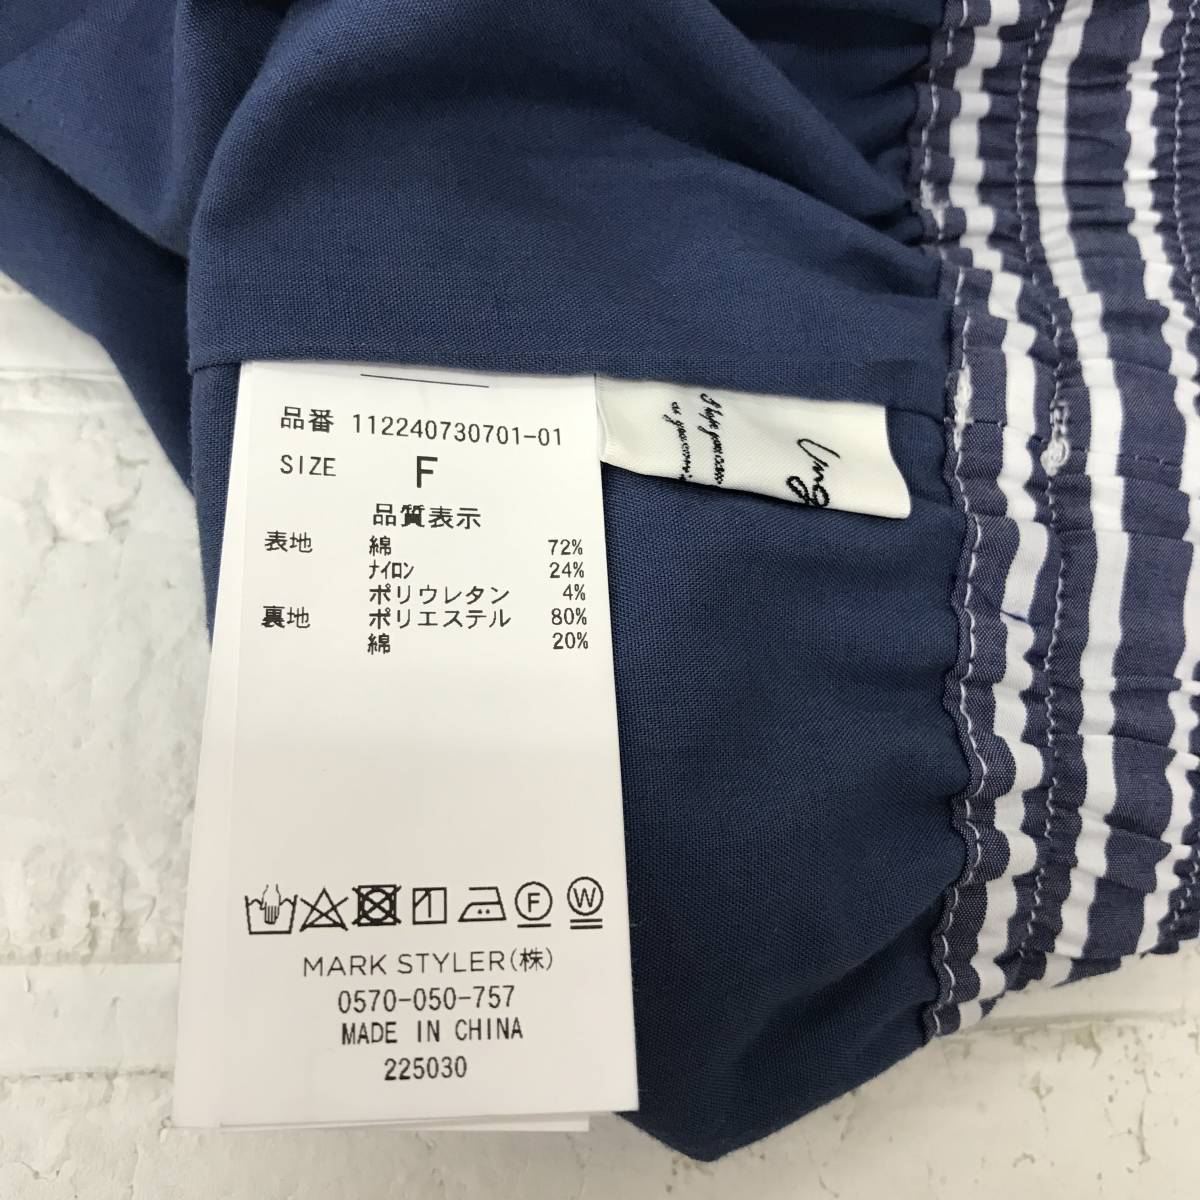 品番 112240730701-01
SIZE F
品質表示
表地 綿 72%
ナイロン 24%
ポリウレタン 4%
裏地 ポリエステル 80%
綿 20%
F W
MARK STYLER(株)
0570-050-757
MADE IN CHINA
225030